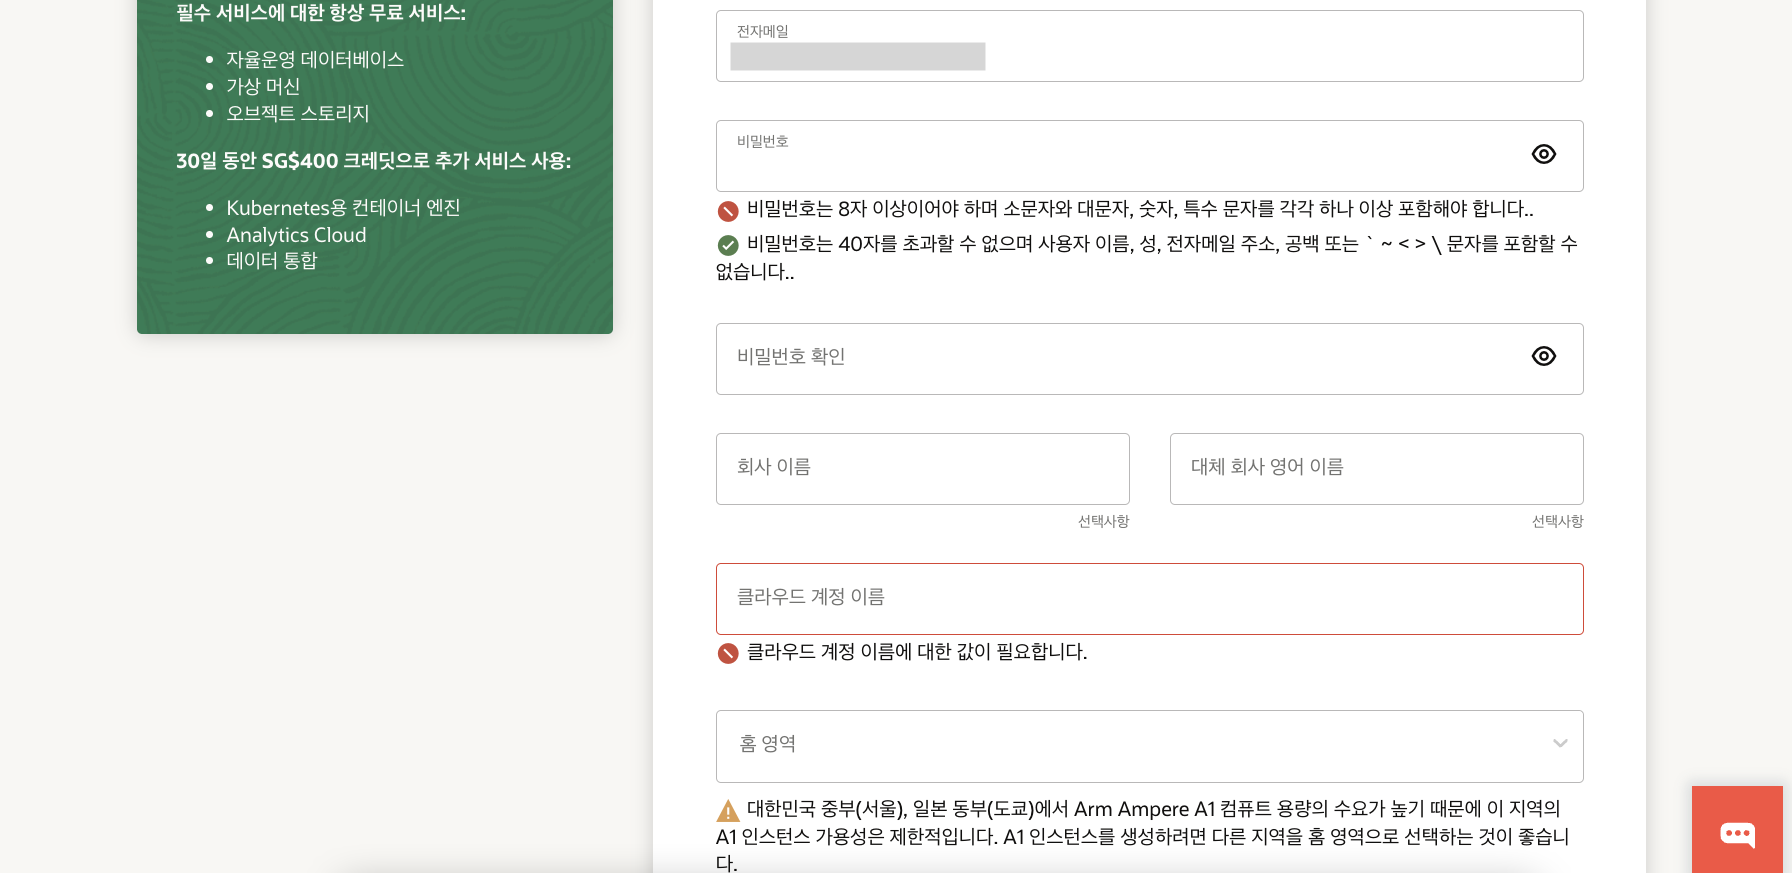 필수 서비스에 대한 항상 무료 서비스:
자율운영 데이터베이스
가상 머신
오브젝트 스토리지
30일 동안 SG$400 크레딧으로 추가 서비스 사용:
Kubernetes용 컨테이너 엔진
Analytics Cloud
데이터 통합
전자메일
비밀번호
비밀번호는 8자 이상이어야 하며 소문자와 대문자, 숫자, 특수 문자를 각각 하나 이상 포함해야 합니다..
비밀번호는 40자를 초과할 수 없으며 사용자 이름, 성, 전자메일 주소, 공백 또는 ` ~ < > \ 문자를 포함할 수
없습니다..
비밀번호 확인
회사 이름
선택사항
대체 회사 영어 이름
선택사항
클라우드 계정 이름
클라우드 계정 이름에 대한 값이 필요합니다.
홈 영역
대한민국 중부(서울), 일본 동부(도쿄)에서 Arm Ampere A1 컴퓨트 용량의 수요가 높기 때문에 이 지역의
A1 인스턴스 가용성은 제한적입니다. A1 인스턴스를 생성하려면 다른 지역을 홈 영역으로 선택하는 것이 좋습니
다.